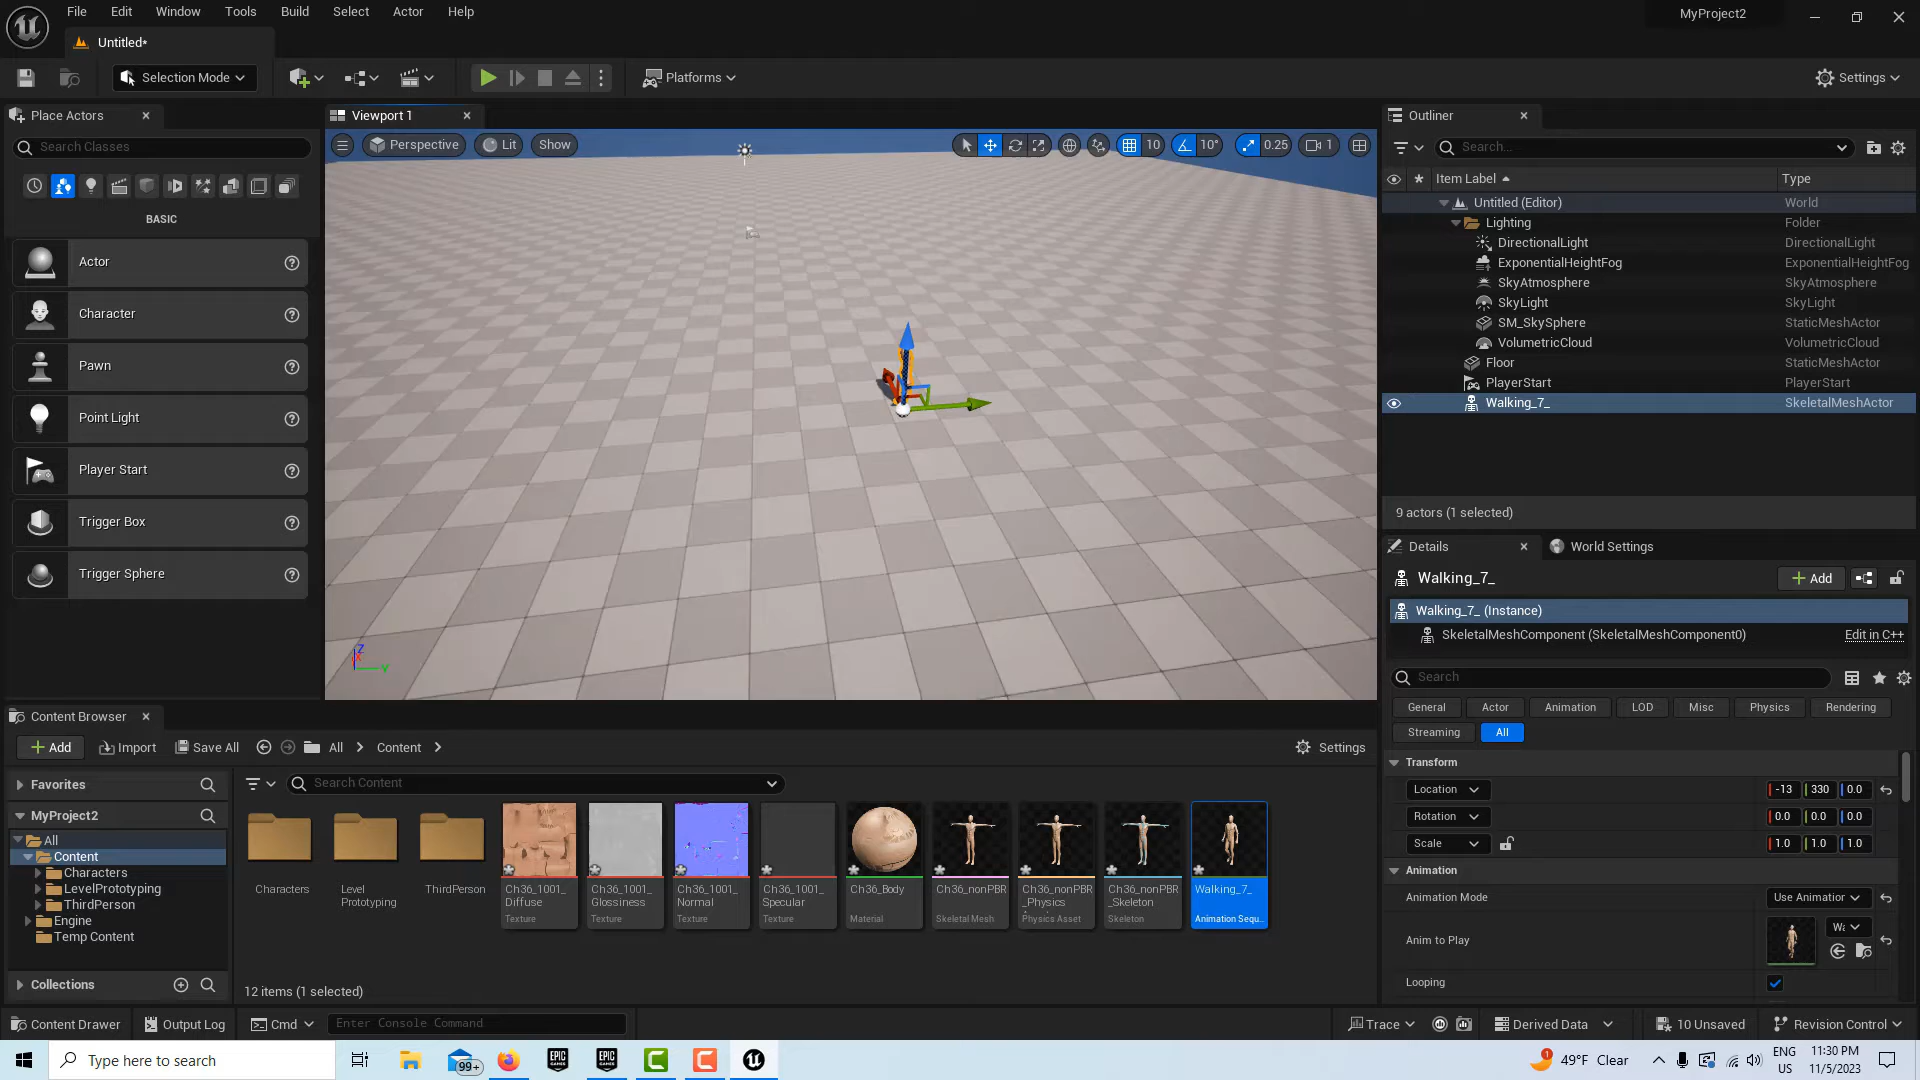 File Edit Window Tools Build Select Actor Help
MyProject2
Untitled*
Selection Mode
Platforms
Settings
Place Actors
Search Classes
BASIC
Actor
Character
Pawn
Point Light
Player Start
Trigger Box
Trigger Sphere
Viewport 1
Perspective Lit Show
10 10° 0.25 1
Z
X
Y
Outliner
Search...
Item Label Type
Untitled (Editor) World
Lighting Folder
DirectionalLight DirectionalLight
ExponentialHeightFog ExponentialHeightFog
SkyAtmosphere SkyAtmosphere
SkyLight SkyLight
SM_SkySphere StaticMeshActor
VolumetricCloud VolumetricCloud
Floor StaticMeshActor
PlayerStart PlayerStart
Walking_7_ SkeletalMeshActor
9 actors (1 selected)
Details World Settings
Walking_7_
Add
Walking_7_ (Instance)
SkeletalMeshComponent (SkeletalMeshComponent0) Edit in C++
Search
General Actor Animation LOD Misc Physics Rendering
Streaming All
Transform
Location -13 330 0.0
Rotation 0.0 0.0 0.0
Scale 1.0 1.0 1.0
Animation
Animation Mode Use Animation
Anim to Play
Looping
Content Browser
Add Import Save All All Content
Settings
Favorites
MyProject2
All
Content
Characters
LevelPrototyping
ThirdPerson
Engine
Temp Content
Collections
Search Content
Characters
Level
Prototyping
ThirdPerson
Ch36_1001_
Diffuse
Texture
Ch36_1001_
Glossiness
Texture
Ch36_1001_
Normal
Texture
Ch36_1001_
Specular
Texture
Ch36_Body
Material
Ch36_nonPBR
Skeletal Mesh
Ch36_nonPBR
_Physics
Physics Asset
Ch36_nonPBR
_Skeleton
Skeleton
Walking_7_
Animation Sequ...
12 items (1 selected)
Content Drawer Output Log Cmd Enter Console Command
Trace Derived Data 10 Unsaved Revision Control
Type here to search
99+
EPIC
GAMES
EPIC
GAMES
1
49°F Clear
ENG
US
11:30 PM
11/5/2023